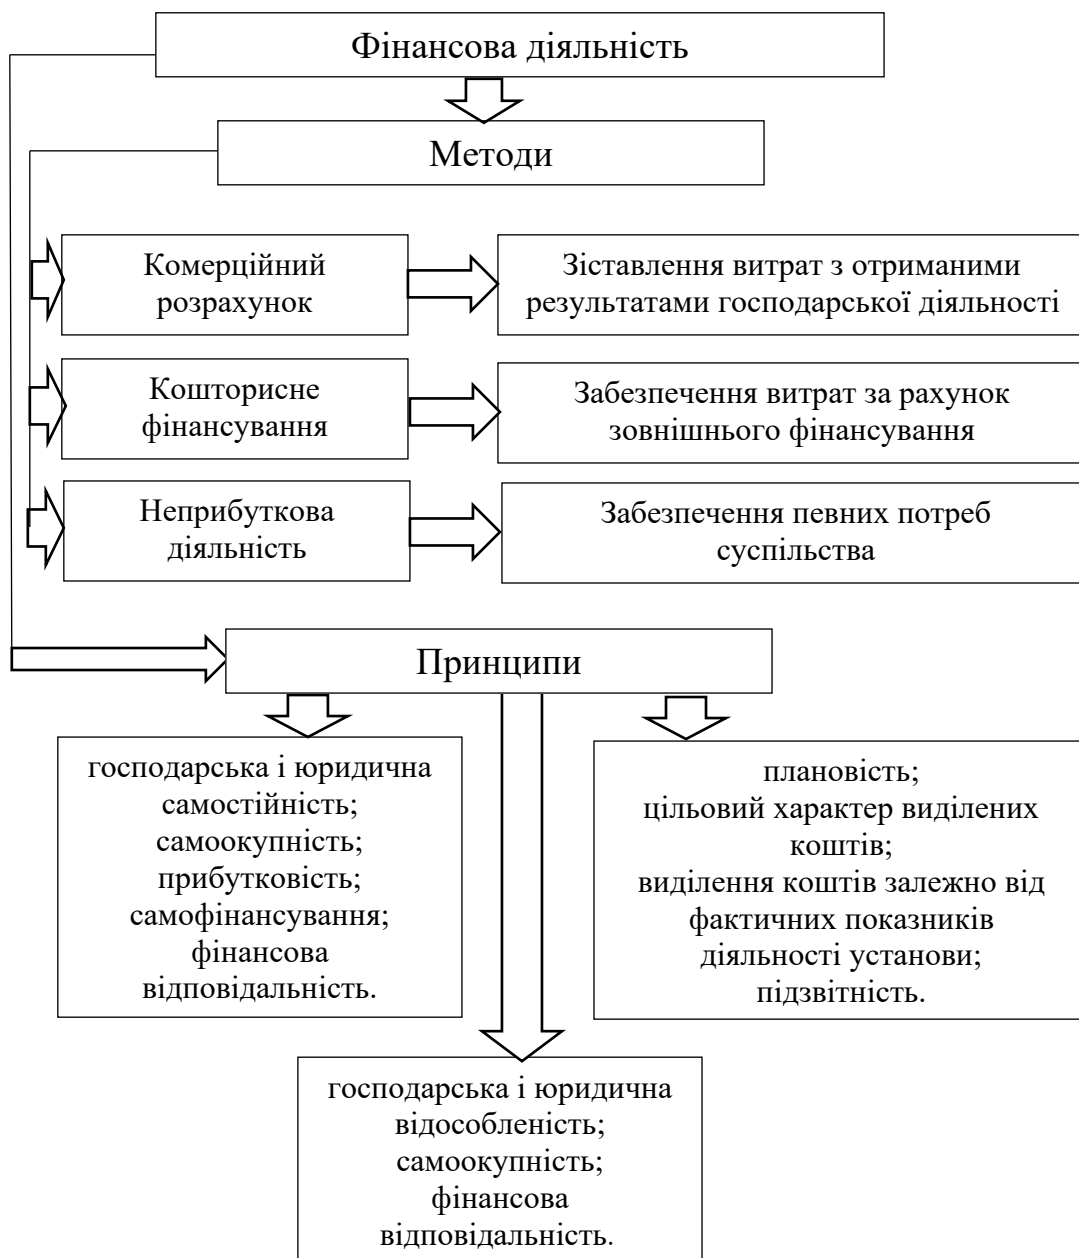 Фінансова діяльність
Методи
Комерційний
розрахунок
Зіставлення витрат з отриманими
результатами господарської діяльності
Кошторисне
фінансування
Забезпечення витрат за рахунок
зовнішнього фінансування
Неприбуткова
діяльність
Забезпечення певних потреб
суспільства
Принципи
господарська і юридична
самостійність;
самоокупність;
прибутковість;
самофінансування;
фінансова
відповідальність.
плановість;
цільовий характер виділених
коштів;
виділення коштів залежно від
фактичних показників
діяльності установи;
підзвітність.
господарська і юридична
відособленість;
самоокупність;
фінансова
відповідальність.